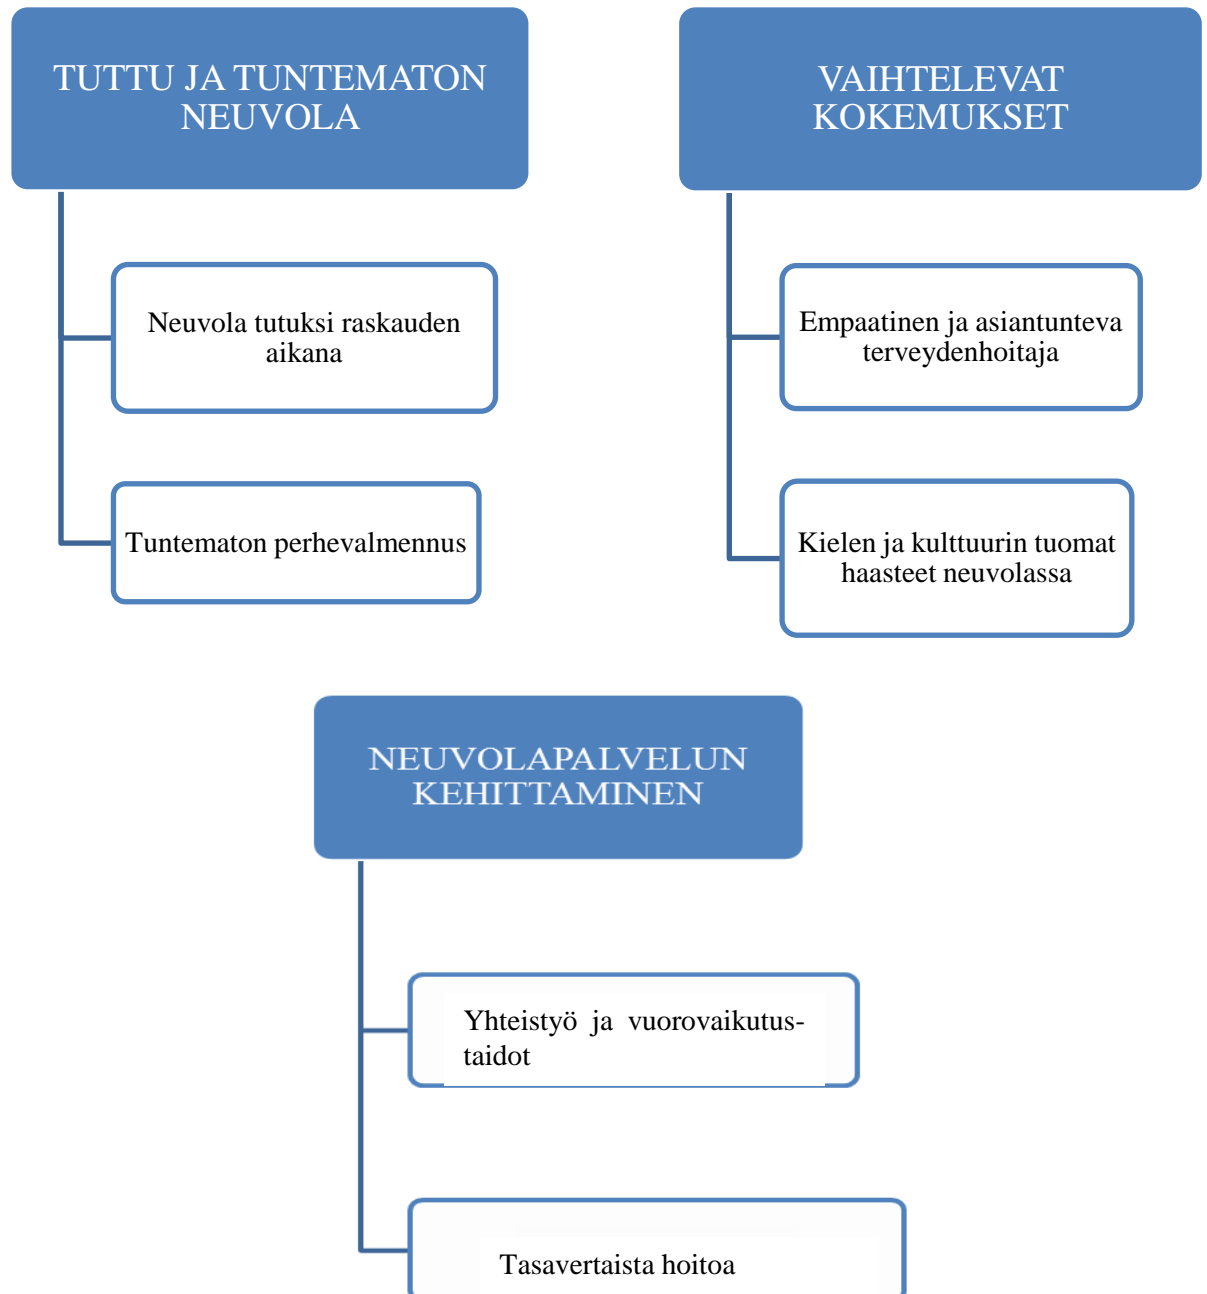 TUTTU JA TUNTEMATON
NEUVOLA
Neuvola tutuksi raskauden
aikana
Tuntematon perhevalmennus
VAIHTELEVAT
KOKEMUKSET
Empaatinen ja asiantunteva
terveydenhoitaja
Kielen ja kulttuurin tuomat
haasteet neuvolassa
NEUVOLAPALVELUN
KEHITTAMINEN
Yhteistyö ja vuorovaikutus-
taidot
Tasavertaista hoitoa